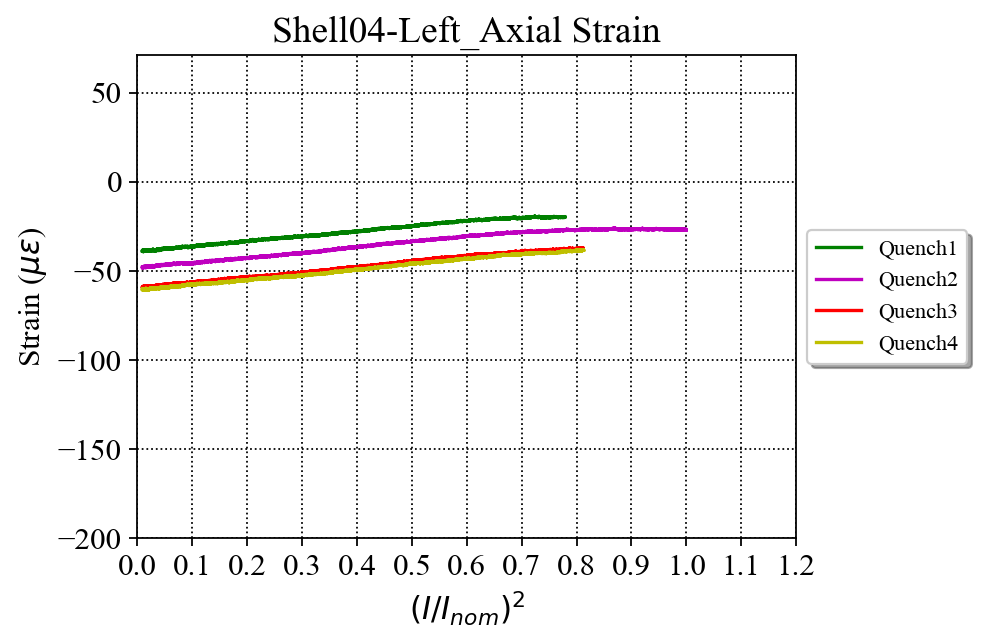 Shell04-Left_Axial Strain
Strain (με)
50
0
−50
−100
−150
−200
0.0 0.1 0.2 0.3 0.4 0.5 0.6 0.7 0.8 0.9 1.0 1.1 1.2
(I/I_nom)^2
Quench1
Quench2
Quench3
Quench4